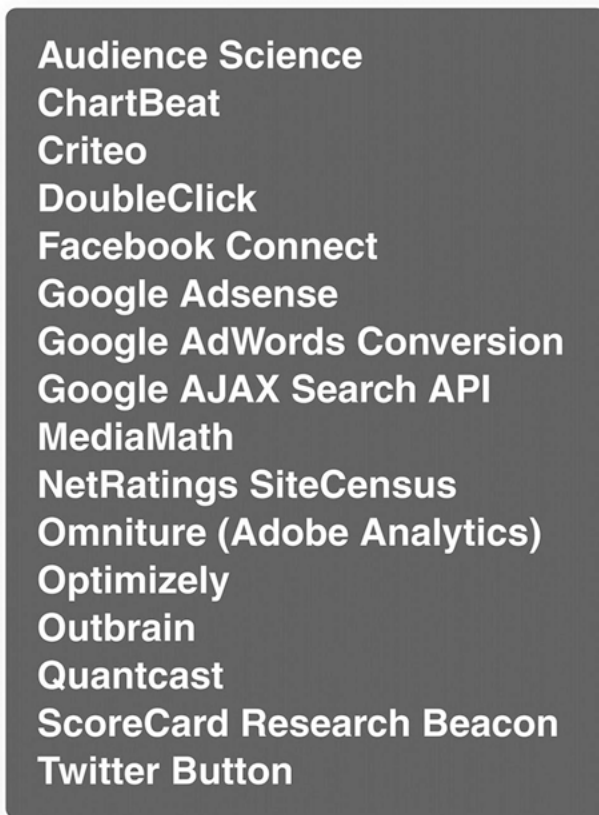 Audience Science
ChartBeat
Criteo
DoubleClick
Facebook Connect
Google Adsense
Google AdWords Conversion
Google AJAX Search API
MediaMath
NetRatings SiteCensus
Omniture (Adobe Analytics)
Optimizely
Outbrain
Quantcast
ScoreCard Research Beacon
Twitter Button